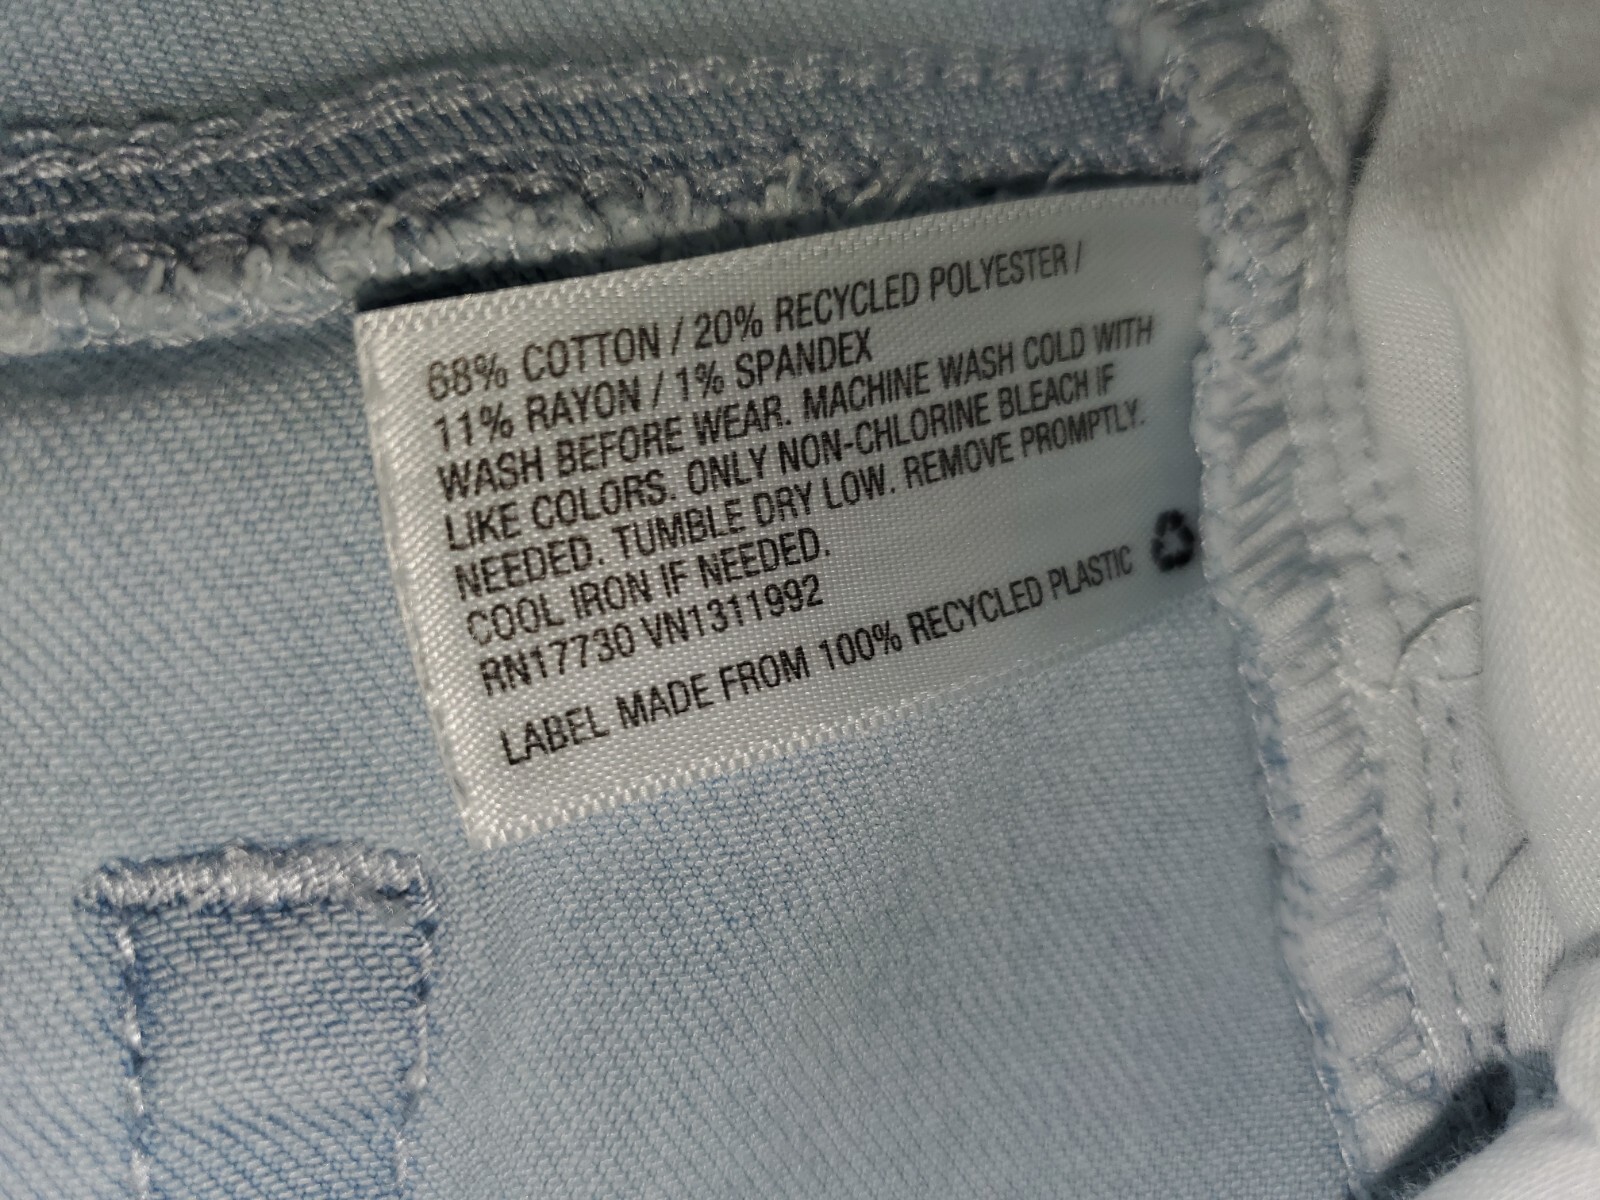 68% COTTON / 20% RECYCLED POLYESTER /
11% RAYON / 1% SPANDEX
WASH BEFORE WEAR. MACHINE WASH COLD WITH
LIKE COLORS. ONLY NON-CHLORINE BLEACH IF
NEEDED. TUMBLE DRY LOW. REMOVE PROMPTLY.
COOL IRON IF NEEDED.
RN17730 VN1311992
LABEL MADE FROM 100% RECYCLED PLASTIC